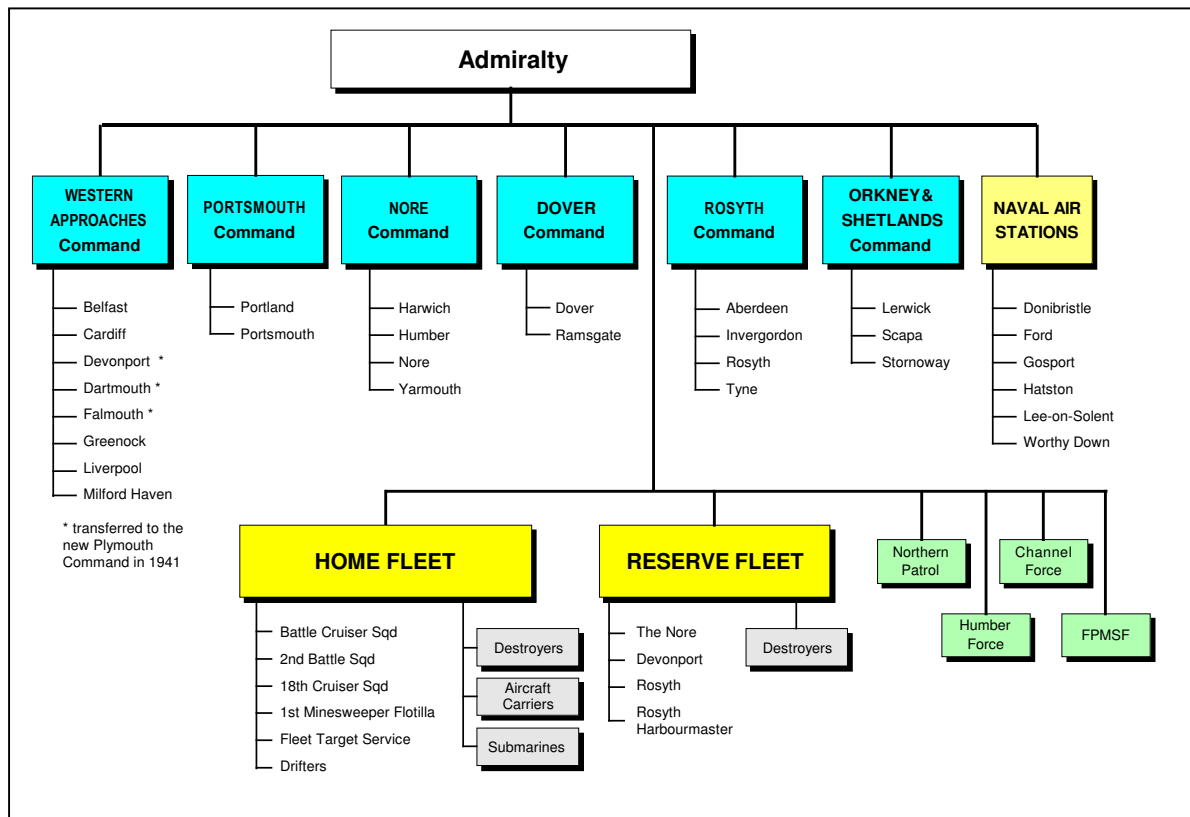 Admiralty
WESTERN
APPROACHES
Command
Belfast
Cardiff
Devonport *
Dartmouth *
Falmouth *
Greenock
Liverpool
Milford Haven
* transferred to the
new Plymouth
Command in 1941
PORTSMOUTH
Command
Portland
Portsmouth
NORE
Command
Harwich
Humber
Nore
Yarmouth
DOVER
Command
Dover
Ramsgate
ROSYTH
Command
Aberdeen
Invergordon
Rosyth
Tyne
ORKNEY &
SHETLANDS
Command
Lerwick
Scapa
Stornoway
NAVAL AIR
STATIONS
Donibristle
Ford
Gosport
Hatston
Lee-on-Solent
Worthy Down
HOME FLEET
Battle Cruiser Sqd
2nd Battle Sqd
18th Cruiser Sqd
1st Minesweeper Flotilla
Fleet Target Service
Drifters
Destroyers
Aircraft
Carriers
Submarines
RESERVE FLEET
The Nore
Devonport
Rosyth
Rosyth
Harbourmaster
Destroyers
Northern
Patrol
Humber
Force
Channel
Force
FPMSF